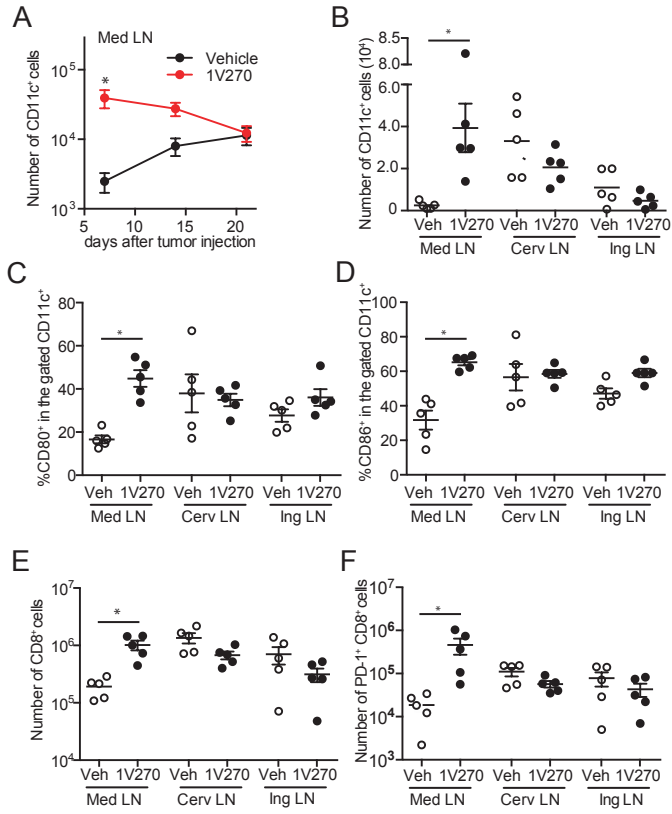 A
Med LN
Vehicle
1V270
*
Number of CD11c⁺ cells
10⁵
10⁴
10³
5 10 15 20
days after tumor injection
B
*
Number of CD11c⁺ cells (10⁴)
8.5
8.0
6.0
4.0
2.0
0
Veh 1V270 Veh 1V270 Veh 1V270
Med LN Cerv LN Ing LN
C
*
%CD80⁺ in the gated CD11c⁺
80
60
40
20
0
Veh 1V270 Veh 1V270 Veh 1V270
Med LN Cerv LN Ing LN
D
*
%CD86⁺ in the gated CD11c⁺
100
80
60
40
20
0
Veh 1V270 Veh 1V270 Veh 1V270
Med LN Cerv LN Ing LN
E
*
Number of CD8⁺ cells
10⁷
10⁶
10⁵
10⁴
Veh 1V270 Veh 1V270 Veh 1V270
Med LN Cerv LN Ing LN
F
*
Number of PD-1⁺ CD8⁺ cells
10⁷
10⁶
10⁵
10⁴
10³
Veh 1V270 Veh 1V270 Veh 1V270
Med LN Cerv LN Ing LN